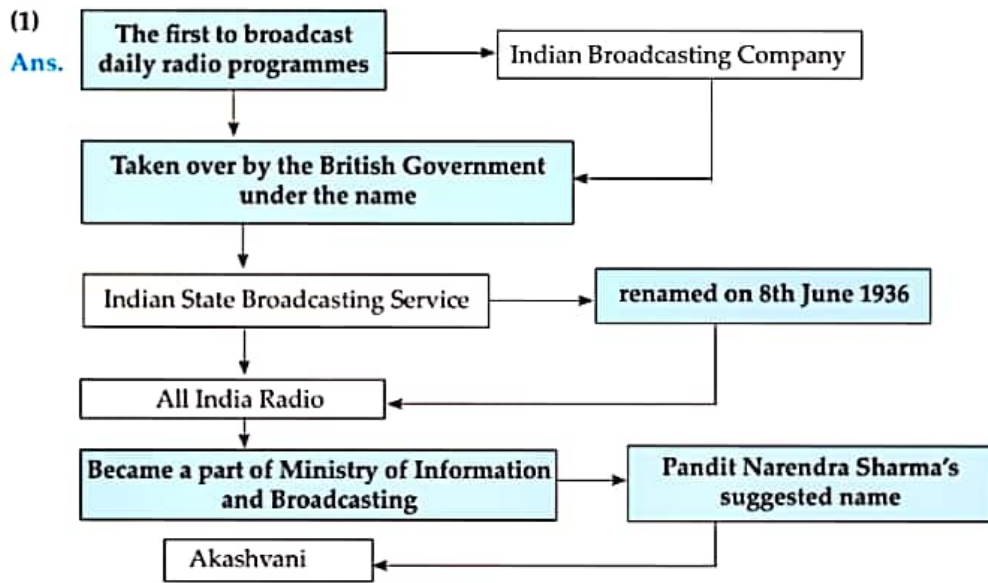 (1)
Ans.
The first to broadcast
daily radio programmes
Indian Broadcasting Company
Taken over by the British Government
under the name
Indian State Broadcasting Service
renamed on 8th June 1936
All India Radio
Became a part of Ministry of Information
and Broadcasting
Pandit Narendra Sharma's
suggested name
Akashvani